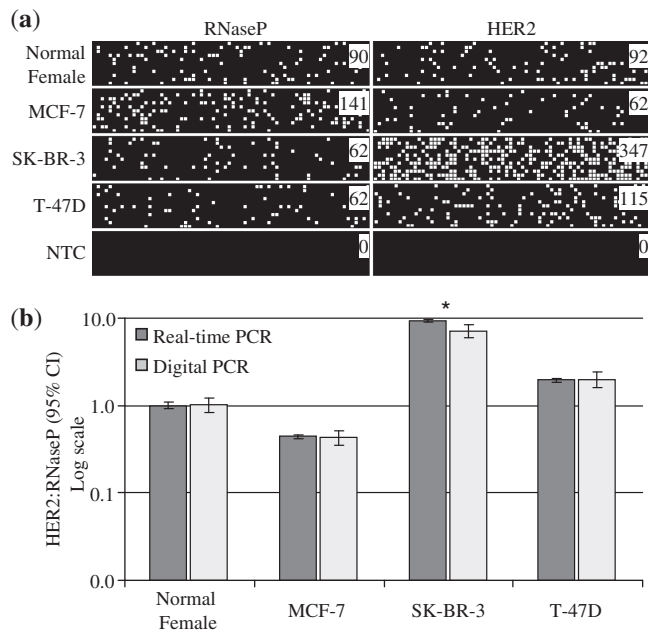 (a)
RNaseP HER2
Normal Female 90 92
MCF-7 141 62
SK-BR-3 62 347
T-47D 62 115
NTC 0 0
(b)
HER2:RNaseP (95% CI)
Log scale
10.0
1.0
0.1
0.0
*
Real-time PCR
Digital PCR
Normal Female
MCF-7
SK-BR-3
T-47D